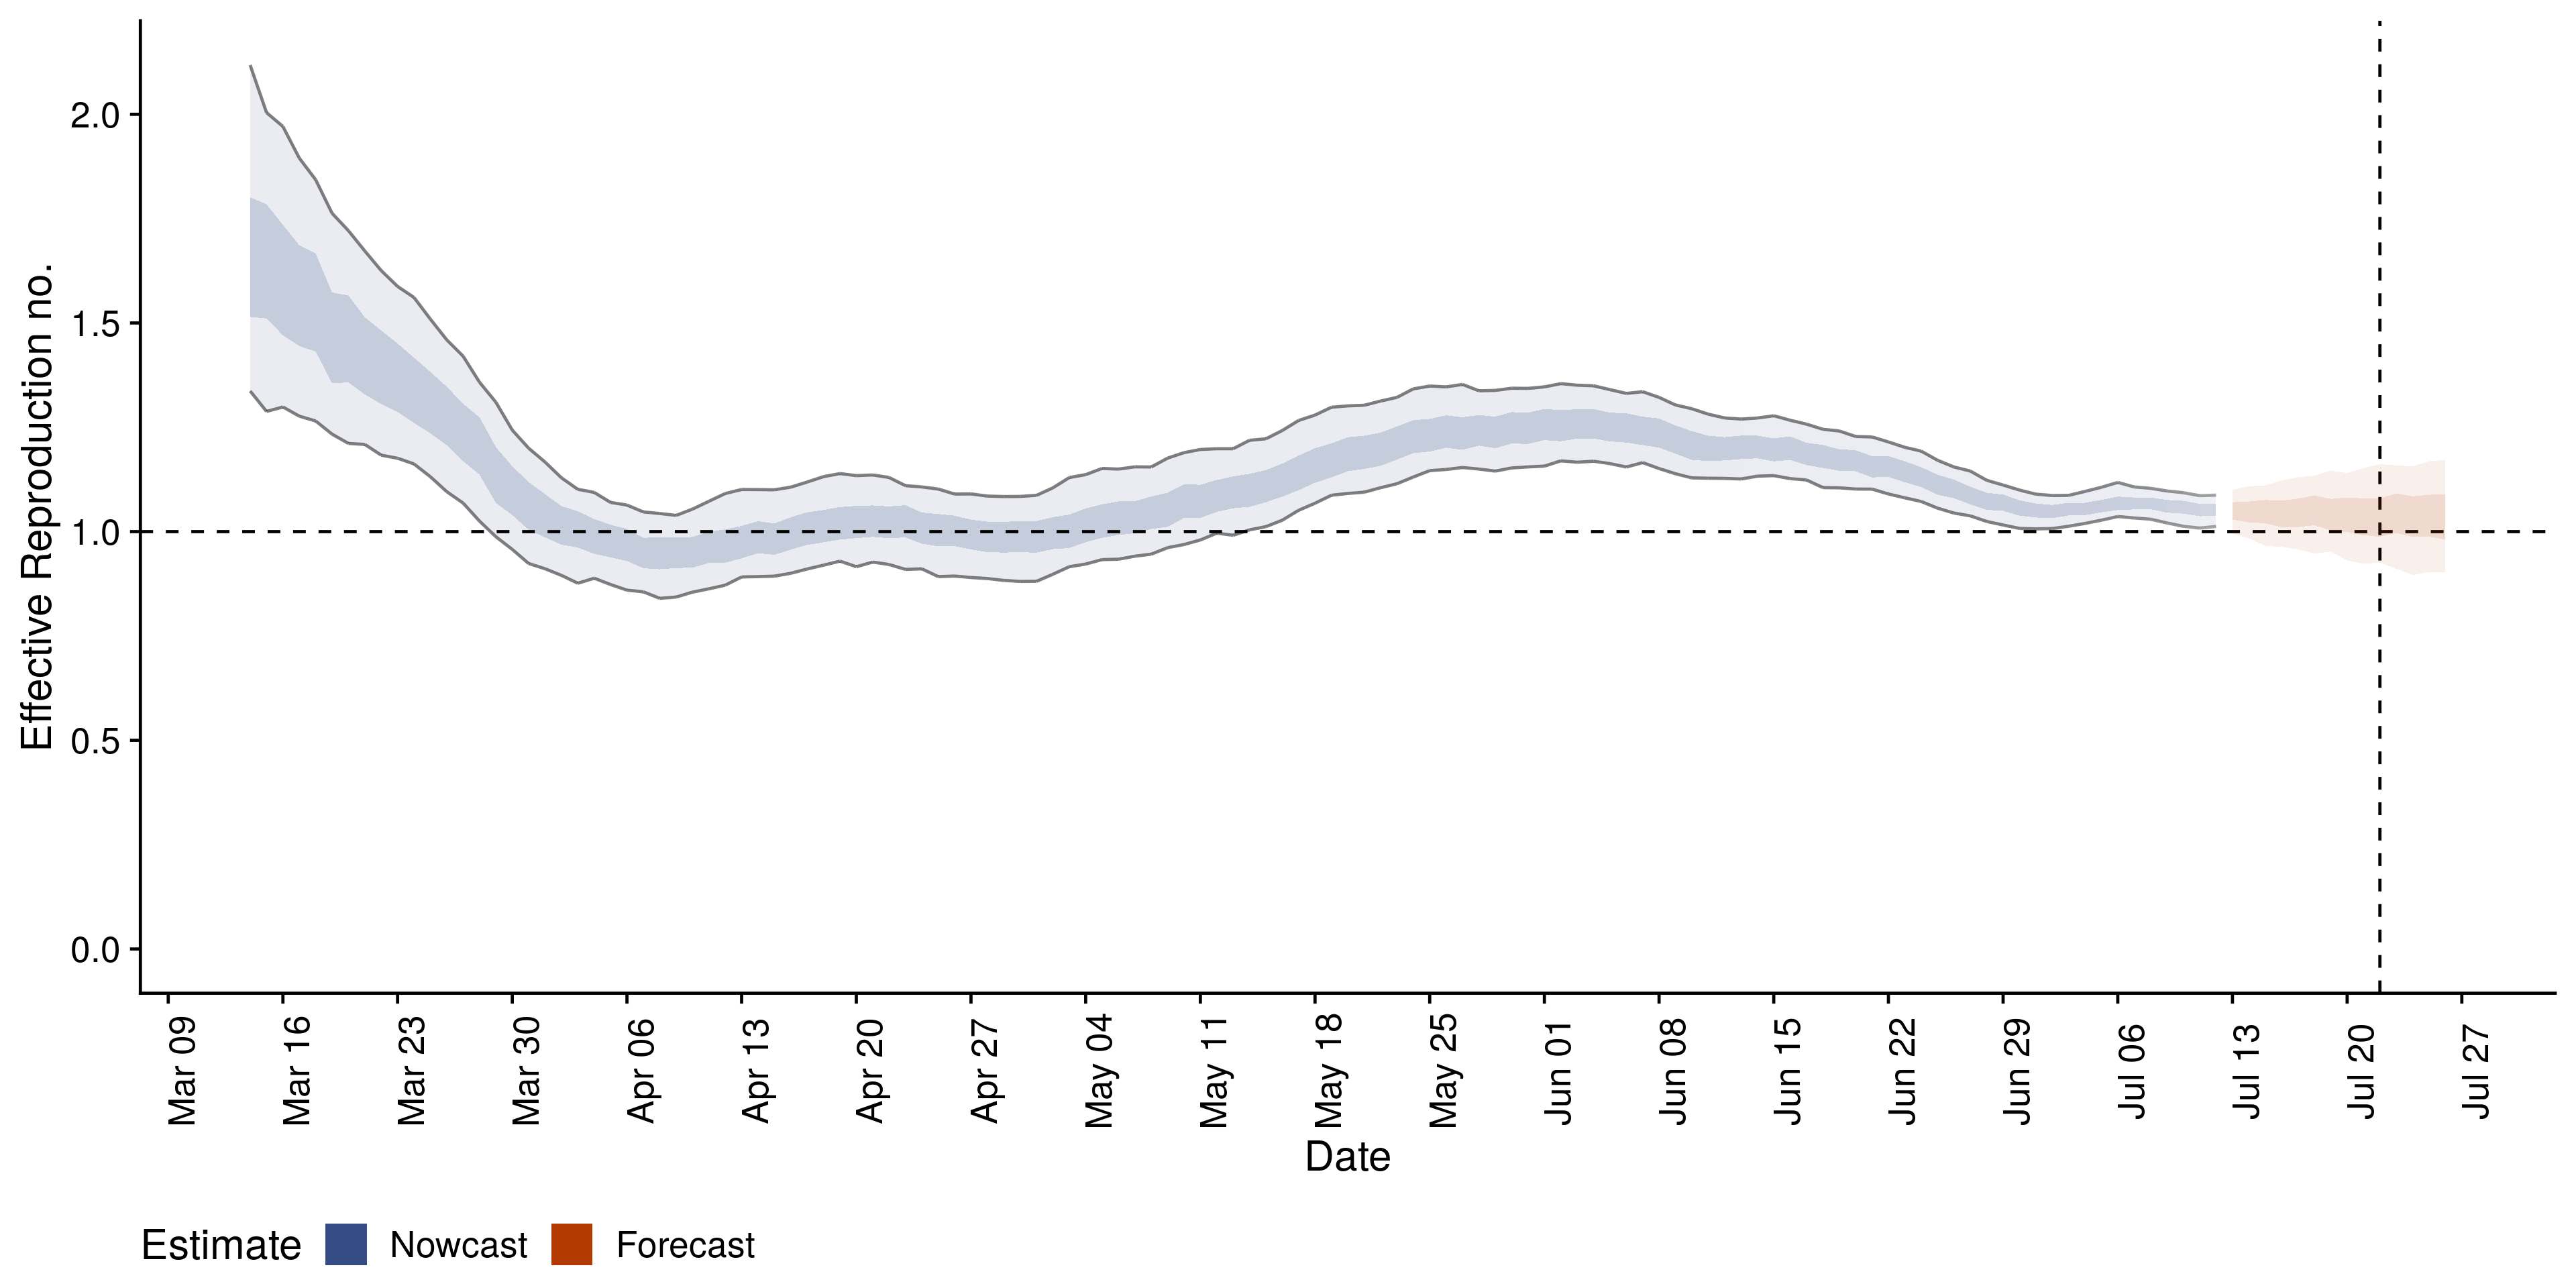 Effective Reproduction no.
2.0
1.5
1.0
0.5
0.0
Mar 09
Mar 16
Mar 23
Mar 30
Apr 06
Apr 13
Apr 20
Apr 27
May 04
May 11
May 18
May 25
Jun 01
Jun 08
Jun 15
Jun 22
Jun 29
Jul 06
Jul 13
Jul 20
Jul 27
Date
Estimate Nowcast Forecast